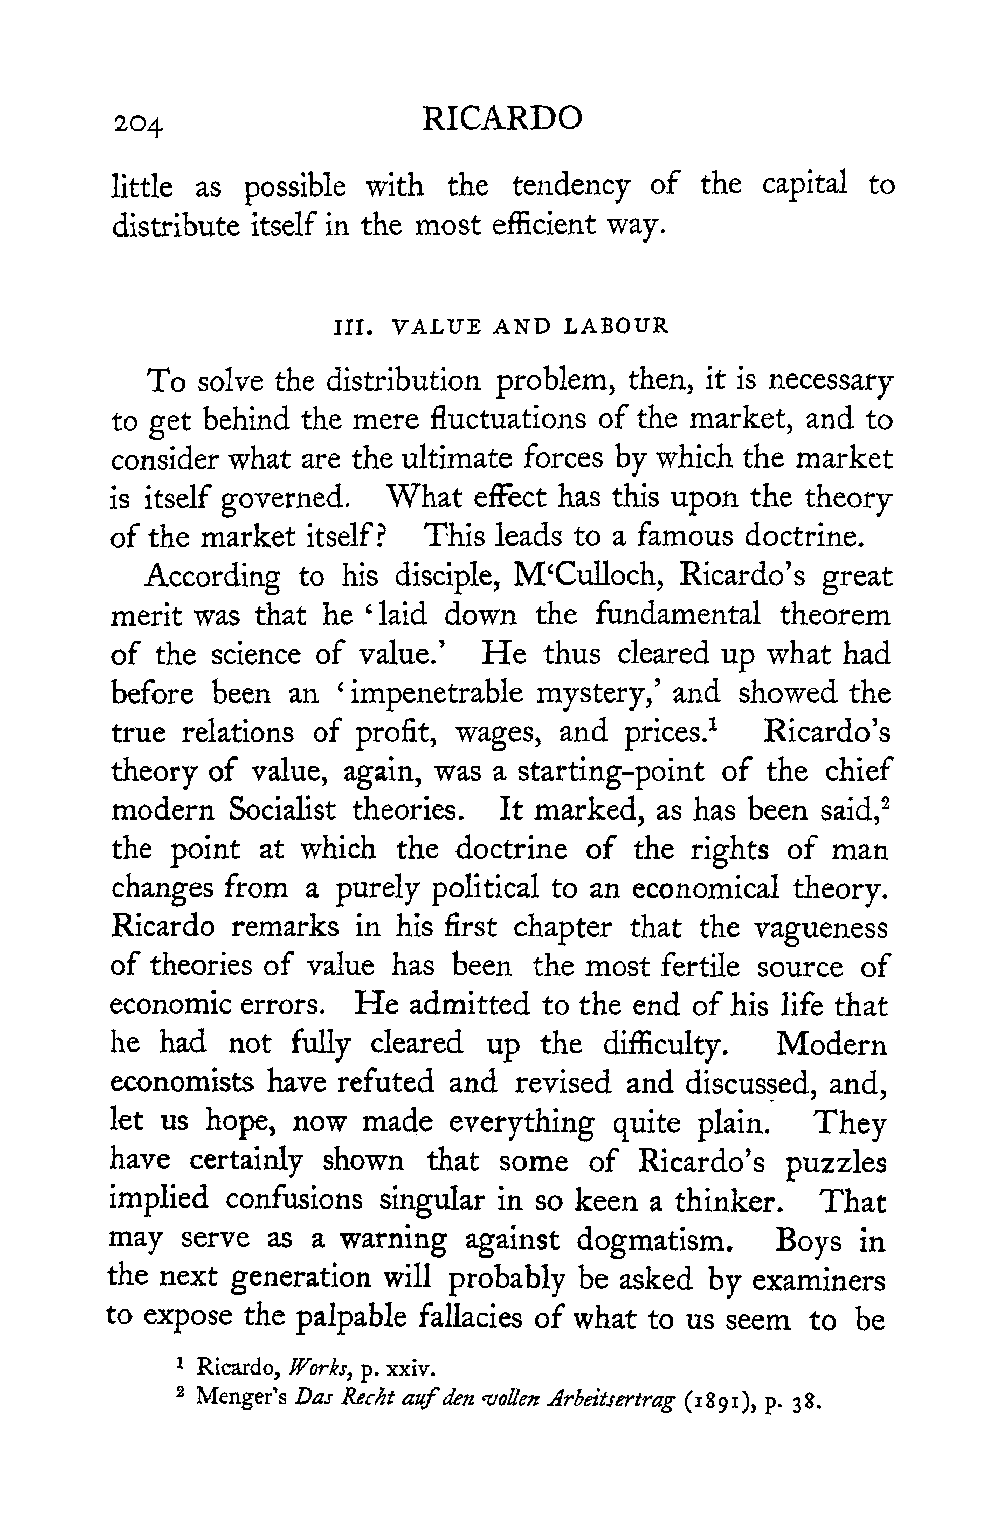 204 RICARDO
little as possible with the tendency of the capital to
distribute itself in the most efficient way.
III. VALUE AND LABOUR
To solve the distribution problem, then, it is necessary
to get behind the mere fluctuations of the market, and to
consider what are the ultimate forces by which the market
is itself governed. What effect has this upon the theory
of the market itself? This leads to a famous doctrine.
According to his disciple, M‘Culloch, Ricardo’s great
merit was that he ‘laid down the fundamental theorem
of the science of value.’ He thus cleared up what had
before been an ‘impenetrable mystery,’ and showed the
true relations of profit, wages, and prices.¹ Ricardo’s
theory of value, again, was a starting-point of the chief
modern Socialist theories. It marked, as has been said,²
the point at which the doctrine of the rights of man
changes from a purely political to an economical theory.
Ricardo remarks in his first chapter that the vagueness
of theories of value has been the most fertile source of
economic errors. He admitted to the end of his life that
he had not fully cleared up the difficulty. Modern
economists have refuted and revised and discussed, and,
let us hope, now made everything quite plain. They
have certainly shown that some of Ricardo’s puzzles
implied confusions singular in so keen a thinker. That
may serve as a warning against dogmatism. Boys in
the next generation will probably be asked by examiners
to expose the palpable fallacies of what to us seem to be
¹ Ricardo, Works, p. xxiv.
² Menger’s Das Recht auf den vollen Arbeitsertrag (1891), p. 38.